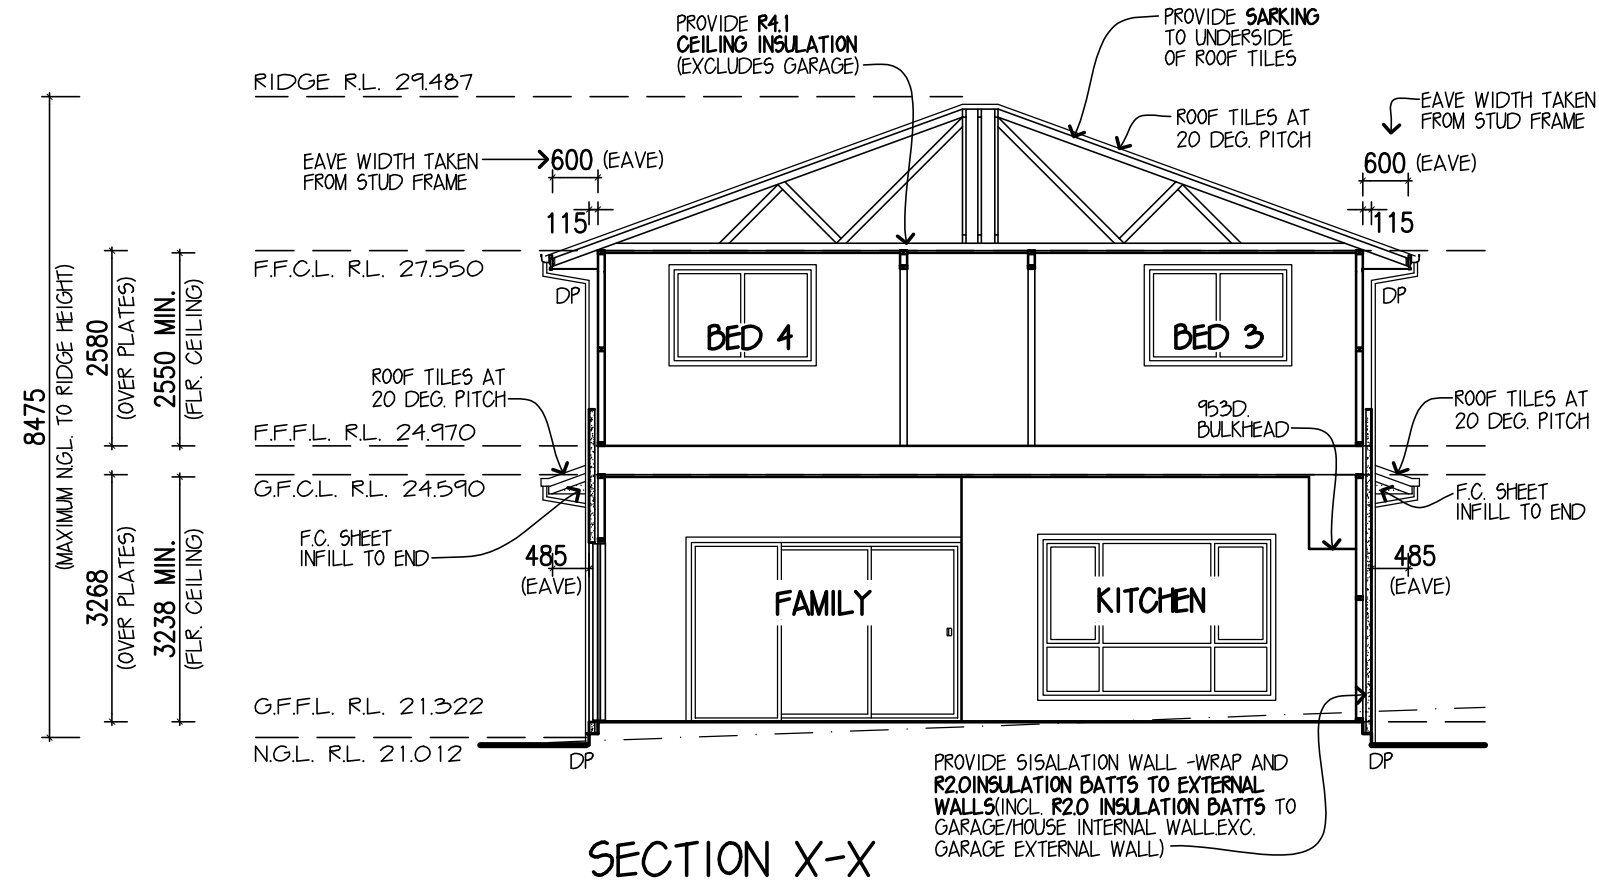 PROVIDE R4.1
CEILING INSULATION
(EXCLUDES GARAGE)
PROVIDE SARKING
TO UNDERSIDE
OF ROOF TILES
RIDGE R.L. 29.487
EAVE WIDTH TAKEN
FROM STUD FRAME
ROOF TILES AT
20 DEG. PITCH
EAVE WIDTH TAKEN
FROM STUD FRAME
600 (EAVE)
600 (EAVE)
115
115
F.F.C.L. R.L. 27.550
DP
DP
BED 4
BED 3
8475
(MAXIMUM N.G.L. TO RIDGE HEIGHT)
2580
(OVER PLATES)
2550 MIN.
(FLR. CEILING)
ROOF TILES AT
20 DEG. PITCH
953D.
BULKHEAD
ROOF TILES AT
20 DEG. PITCH
F.F.F.L. R.L. 24.970
G.F.C.L. R.L. 24.590
F.C. SHEET
INFILL TO END
F.C. SHEET
INFILL TO END
485
(EAVE)
485
(EAVE)
3268
(OVER PLATES)
3238 MIN.
(FLR. CEILING)
FAMILY
KITCHEN
G.F.F.L. R.L. 21.322
N.G.L. R.L. 21.012
DP
DP
PROVIDE SISALATION WALL -WRAP AND
R2.0INSULATION BATTS TO EXTERNAL
WALLS(INCL. R2.0 INSULATION BATTS TO
GARAGE/HOUSE INTERNAL WALL.EXC.
GARAGE EXTERNAL WALL)
SECTION X-X